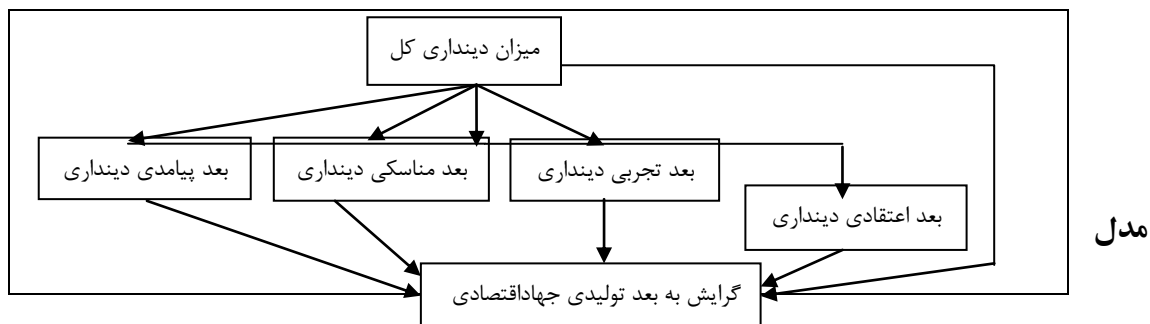 میزان دینداری کل
بعد تجربی دینداری
بعد مناسکی دینداری
بعد پیامدی دینداری
بعد اعتقادی دینداری
مدل
گرایش به بعد تولیدی جهاداقتصادی